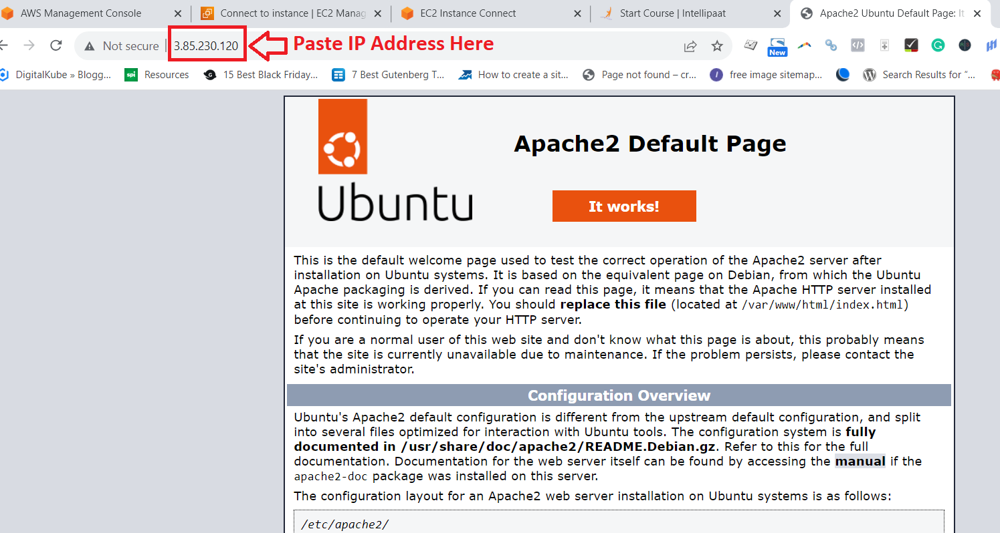 AWS Management Console
Connect to instance | EC2 Manag
EC2 Instance Connect
Start Course | Intellipaat
Apache2 Ubuntu Default Page: It
Not secure
3.85.230.120
Paste IP Address Here
New
DigitalKube » Blogg...
spi
Resources
15 Best Black Friday...
7 Best Gutenberg T...
How to create a sit...
Page not found – cr...
free image sitemap...
Search Results for “...
Apache2 Default Page
Ubuntu
It works!
This is the default welcome page used to test the correct operation of the Apache2 server after
installation on Ubuntu systems. It is based on the equivalent page on Debian, from which the Ubuntu
Apache packaging is derived. If you can read this page, it means that the Apache HTTP server installed
at this site is working properly. You should replace this file (located at /var/www/html/index.html)
before continuing to operate your HTTP server.
If you are a normal user of this web site and don't know what this page is about, this probably means
that the site is currently unavailable due to maintenance. If the problem persists, please contact the
site's administrator.
Configuration Overview
Ubuntu's Apache2 default configuration is different from the upstream default configuration, and split
into several files optimized for interaction with Ubuntu tools. The configuration system is fully
documented in /usr/share/doc/apache2/README.Debian.gz. Refer to this for the full
documentation. Documentation for the web server itself can be found by accessing the manual if the
apache2-doc package was installed on this server.
The configuration layout for an Apache2 web server installation on Ubuntu systems is as follows:
/etc/apache2/